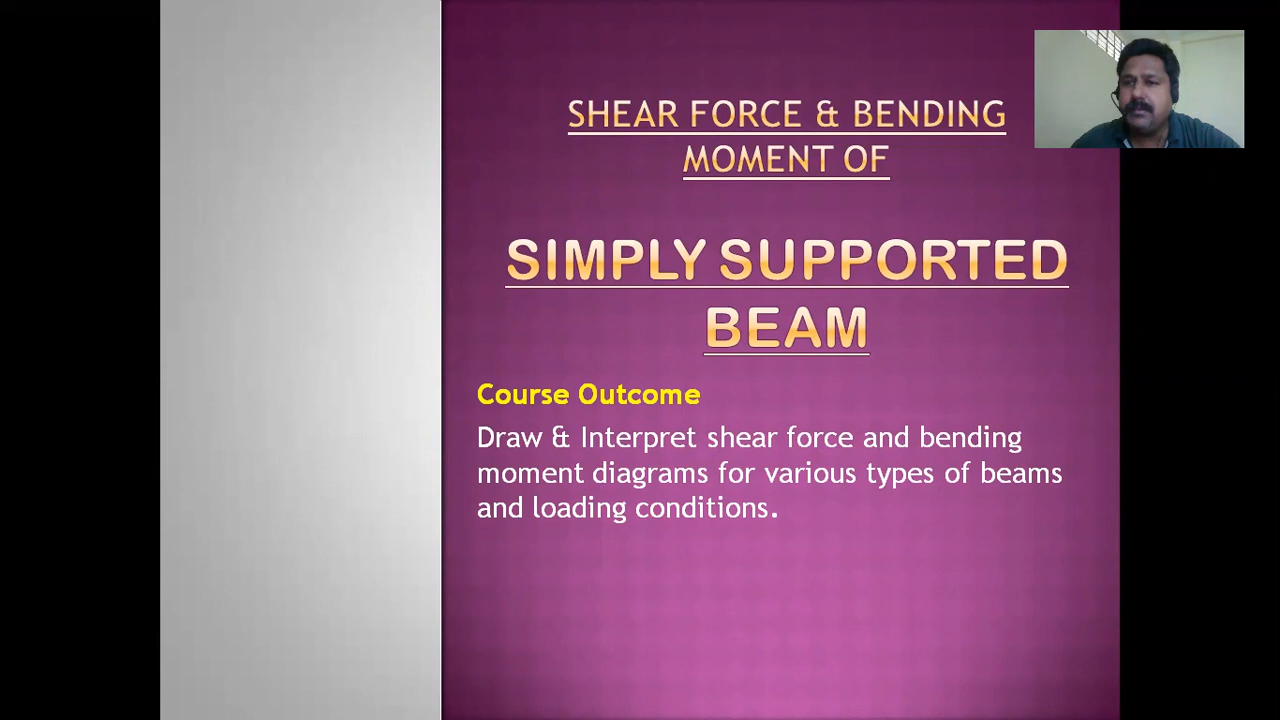 SHEAR FORCE & BENDING
MOMENT OF
SIMPLY SUPPORTED
BEAM
Course Outcome
Draw & Interpret shear force and bending
moment diagrams for various types of beams
and loading conditions.